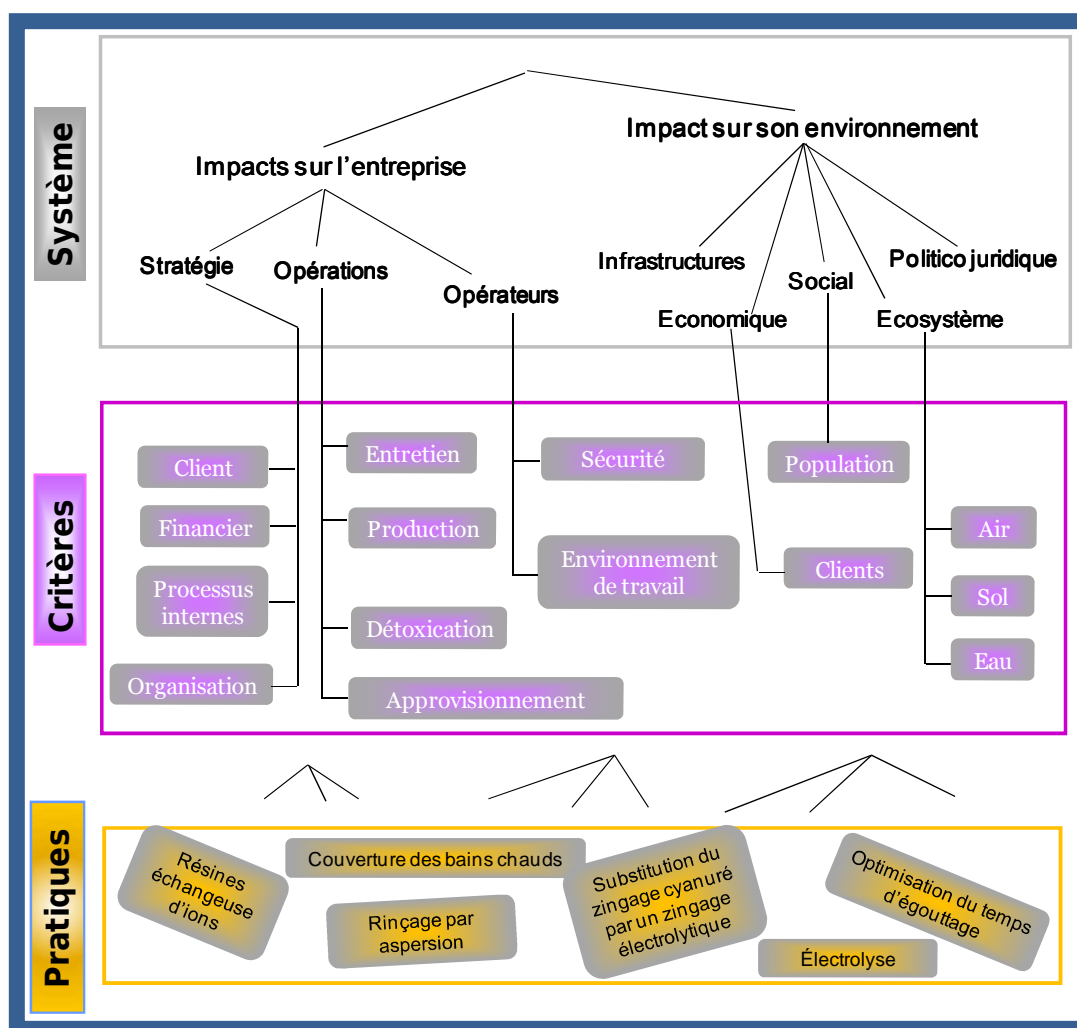 Système
Impact sur son environnement
Impacts sur l'entreprise
Stratégie
Opérations
Opérateurs
Infrastructures
Social
Politico juridique
Economique
Ecosystème
Critères
Client
Financier
Processus
internes
Organisation
Entretien
Production
Détoxication
Approvisionnement
Sécurité
Environnement
de travail
Population
Clients
Air
Sol
Eau
Pratiques
Résines
échangeuse
d'ions
Couverture des bains chauds
Rinçage par
aspersion
Substitution du
zingage cyanuré
par un zingage
électrolytique
Électrolyse
Optimisation du temps
d'égouttage